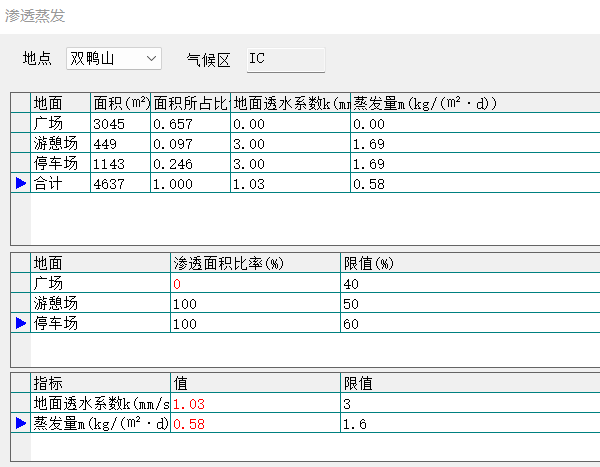 渗透蒸发
地点 双鸭山 气候区 IC
地面 面积(㎡) 面积所占比 地面透水系数k(mm 蒸发量m(kg/(㎡·d))
广场 3045 0.657 0.00 0.00
游憩场 449 0.097 3.00 1.69
停车场 1143 0.246 3.00 1.69
合计 4637 1.000 1.03 0.58
地面 渗透面积比率(%) 限值(%)
广场 0 40
游憩场 100 50
停车场 100 60
指标 值 限值
地面透水系数k(mm/s 1.03 3
蒸发量m(kg/(㎡·d) 0.58 1.6